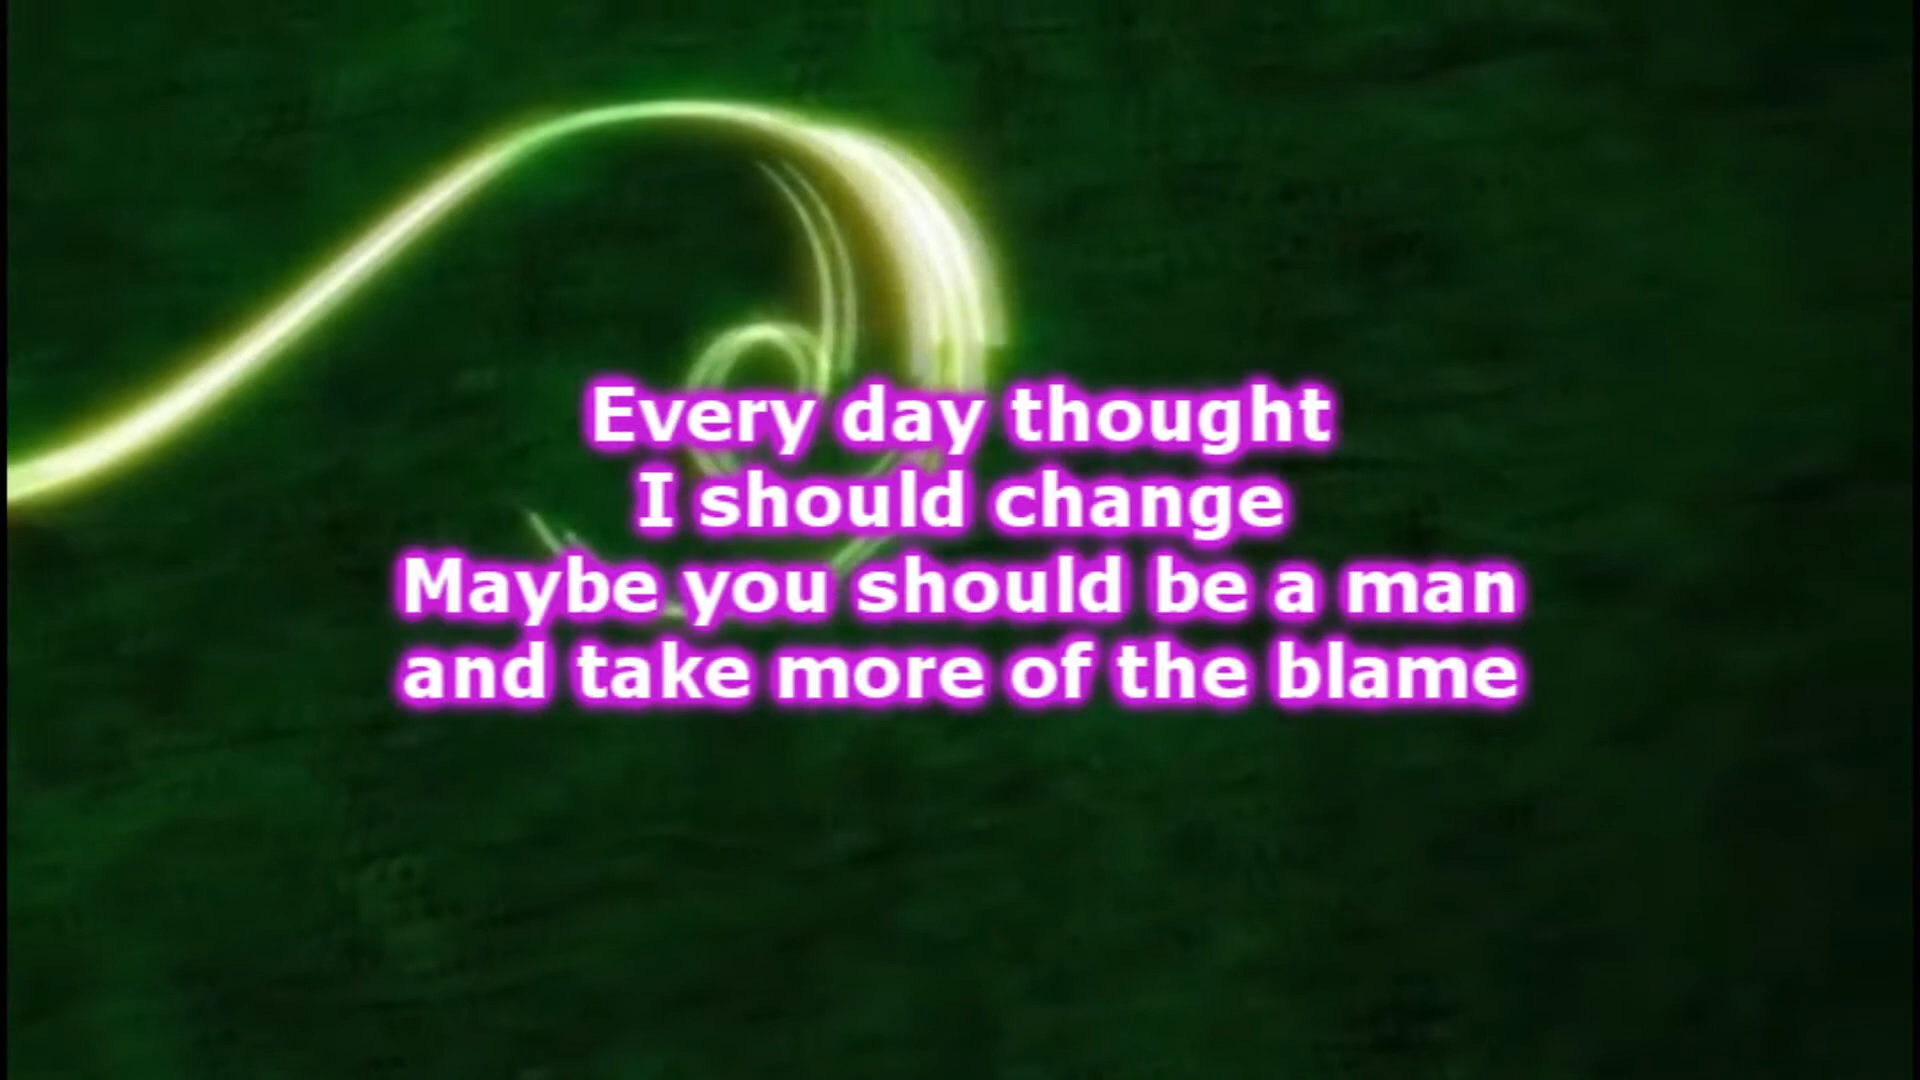 Every day thought
I should change
Maybe you should be a man
and take more of the blame